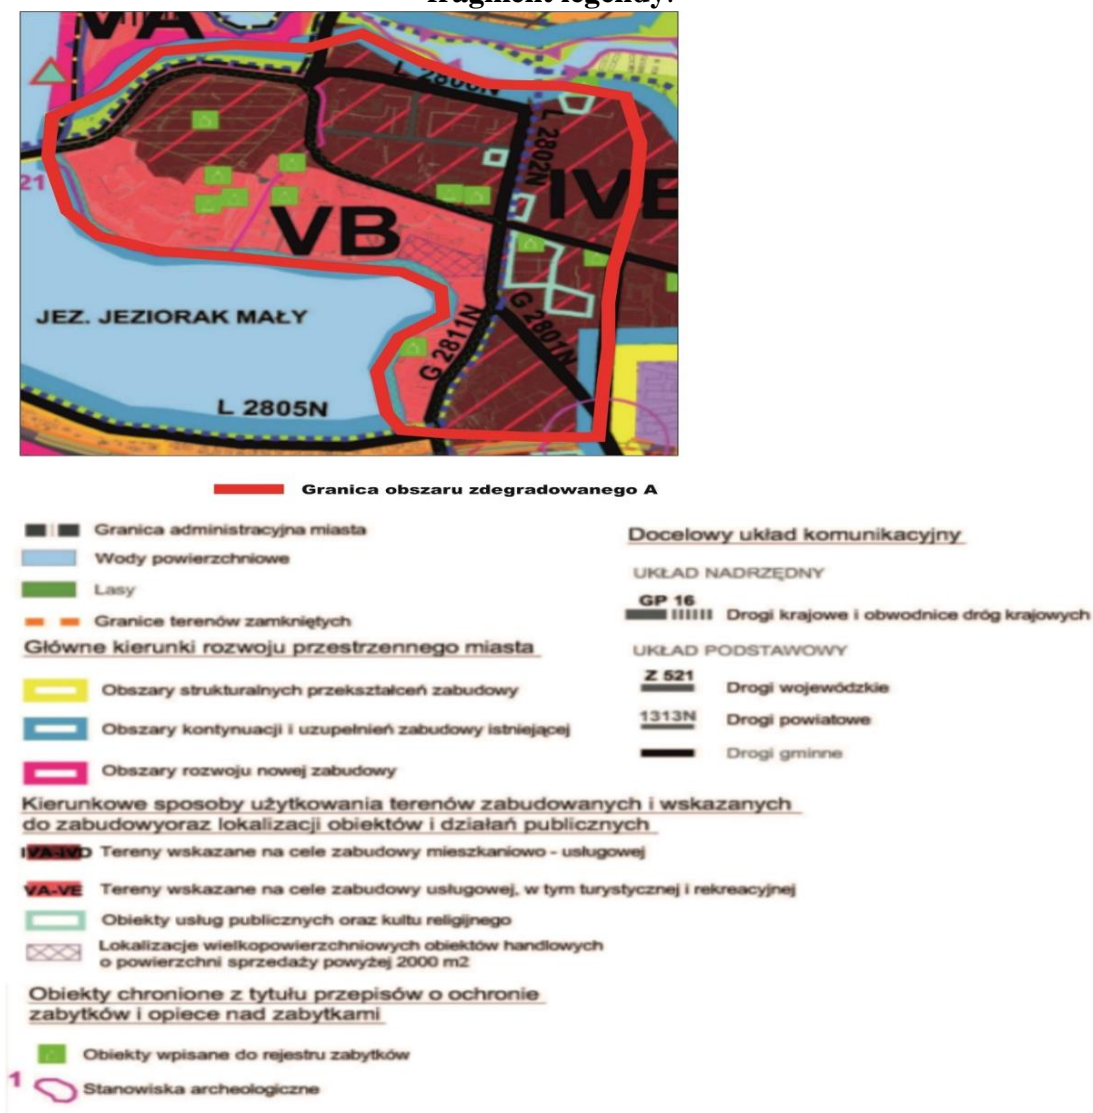 fragment legendy:
VA
L 2806N
L 2802N
IVB
21
VB
JEZ. JEZIORAK MAŁY
G 2811N
G 2801N
L 2805N
Granica obszaru zdegradowanego A
Granica administracyjna miasta
Wody powierzchniowe
Lasy
Granice terenów zamkniętych
Główne kierunki rozwoju przestrzennego miasta
Obszary strukturalnych przekształceń zabudowy
Obszary kontynuacji i uzupełnień zabudowy istniejącej
Obszary rozwoju nowej zabudowy
Docelowy układ komunikacyjny
UKŁAD NADRZĘDNY
GP 16
Drogi krajowe i obwodnice dróg krajowych
UKŁAD PODSTAWOWY
Z 521
Drogi wojewódzkie
1313N
Drogi powiatowe
Drogi gminne
Kierunkowe sposoby użytkowania terenów zabudowanych i wskazanych
do zabudowyoraz lokalizacji obiektów i działań publicznych
IVA-IVD Tereny wskazane na cele zabudowy mieszkaniowo - usługowej
VA-VE Tereny wskazane na cele zabudowy usługowej, w tym turystycznej i rekreacyjnej
Obiekty usług publicznych oraz kultu religijnego
Lokalizacje wielkopowierzchniowych obiektów handlowych
o powierzchni sprzedaży powyżej 2000 m2
Obiekty chronione z tytułu przepisów o ochronie
zabytków i opiece nad zabytkami
Obiekty wpisane do rejestru zabytków
1 Stanowiska archeologiczne